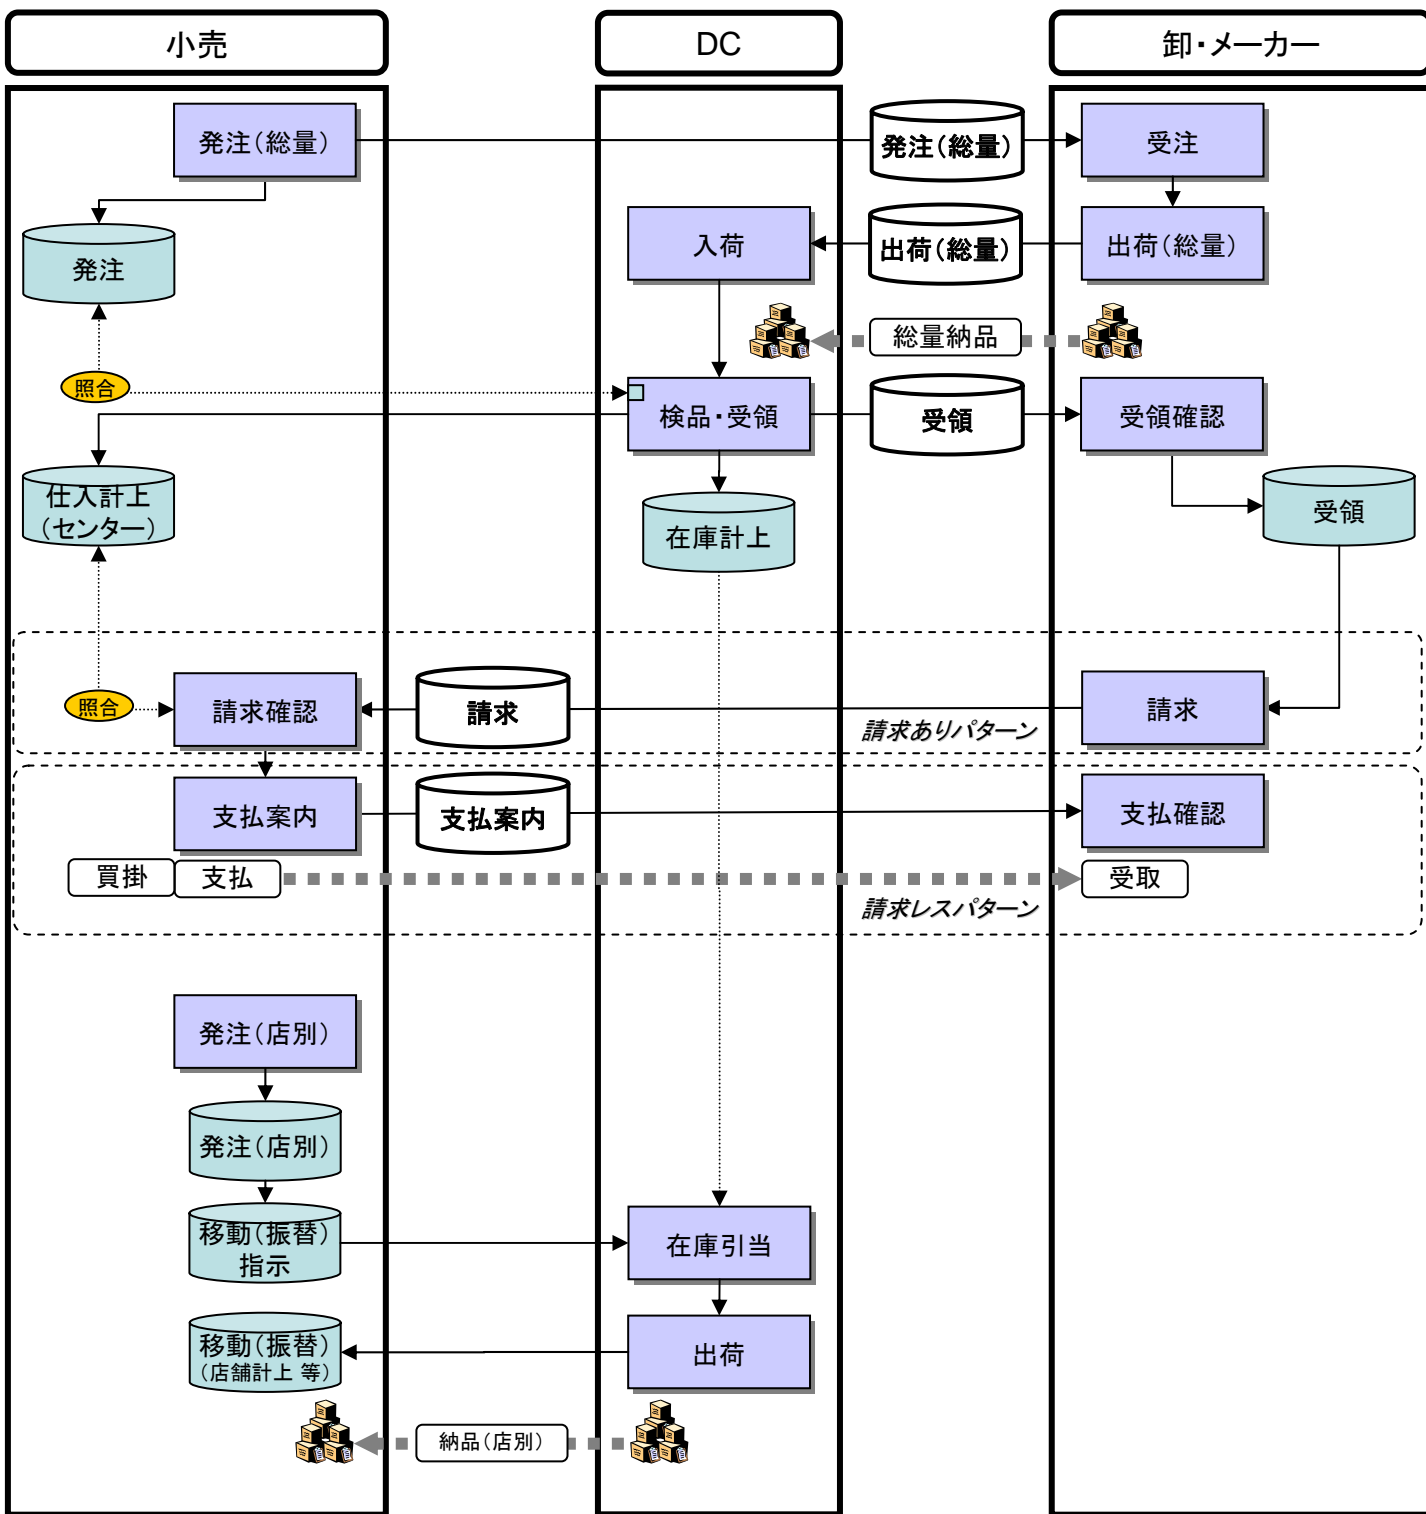 小売
DC
卸・メーカー
発注（総量）
発注（総量）
受注
発注
入荷
出荷（総量）
出荷（総量）
総量納品
照合
検品・受領
受領
受領確認
仕入計上
（センター）
在庫計上
受領
照合
請求確認
請求
請求
請求ありパターン
支払案内
支払案内
支払確認
買掛
支払
受取
請求レスパターン
発注（店別）
発注（店別）
移動（振替）
指示
在庫引当
移動（振替）
（店舗計上 等）
出荷
納品（店別）